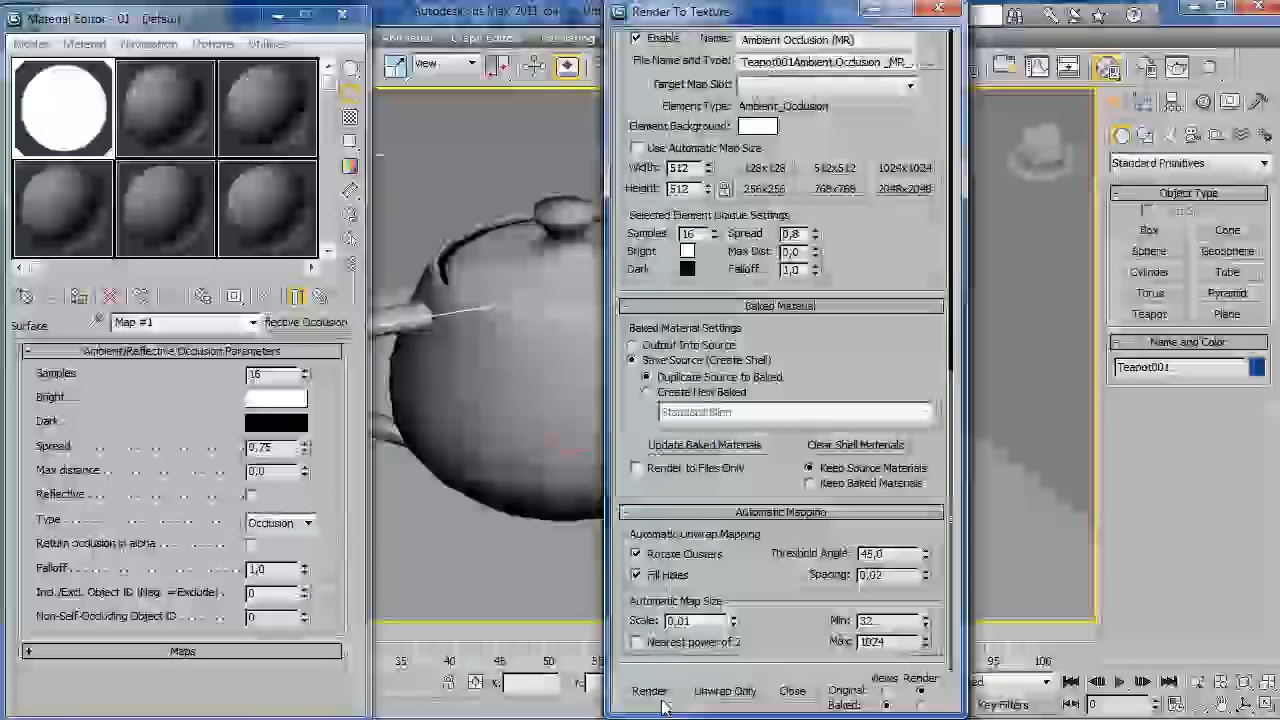 Material Editor - 01 - Default
Modes Material Navigation Options Utilities
Surface
Map #1
Ambient/Reflective Occlusion Parameters
Samples 16
Bright
Dark
Spread 0,75
Max distance 0,0
Reflective
Type Occlusion
Return occlusion in alpha
Falloff 1,0
Incl./Excl. Object ID (Neg. = Exclude) 0
Non-Self-Occluding Object ID 0
Maps
Autodesk 3ds Max 2011
Animation Graph Editors Rendering
View
35 40 45 50
X:
Render To Texture
Enable Name: Ambient Occlusion (MR)
File Name and Type: Teapot001Ambient Occlusion _MR_
Target Map Slot:
Element Type: Ambient_Occlusion
Element Background:
Use Automatic Map Size
Width: 512 128x128 512x512 1024x1024
Height: 512 256x256 768x768 2048x2048
Selected Element Unique Settings
Samples 16 Spread 0,8
Bright Max Dist. 0,0
Dark Falloff 1,0
Baked Material
Baked Material Settings
Output Into Source
Save Source (Create Shell)
Duplicate Source to Baked
Create New Baked
Standard:Blinn
Update Baked Materials Clear Shell Materials
Render to Files Only Keep Source Materials
Keep Baked Materials
Automatic Mapping
Automatic Unwrap Mapping
Rotate Clusters Threshold Angle: 45,0
Fill Holes Spacing: 0,02
Automatic Map Size
Scale: 0,01 Min: 32
Nearest power of 2 Max: 1024
Views Render
Render Unwrap Only Close Original:
Baked:
Standard Primitives
Object Type
Box Cone
Sphere GeoSphere
Cylinder Tube
Torus Pyramid
Teapot Plane
Name and Color
Teapot001
95 100
Key Filters 0